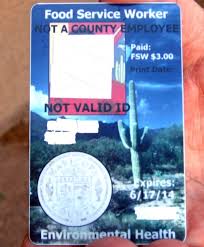 Food Service Worker
NOT A COUNTY EMPLOYEE
Paid:
FSW $3.00
Print Date:
NOT VALID ID
Expires:
6/17/14
Environmental Health